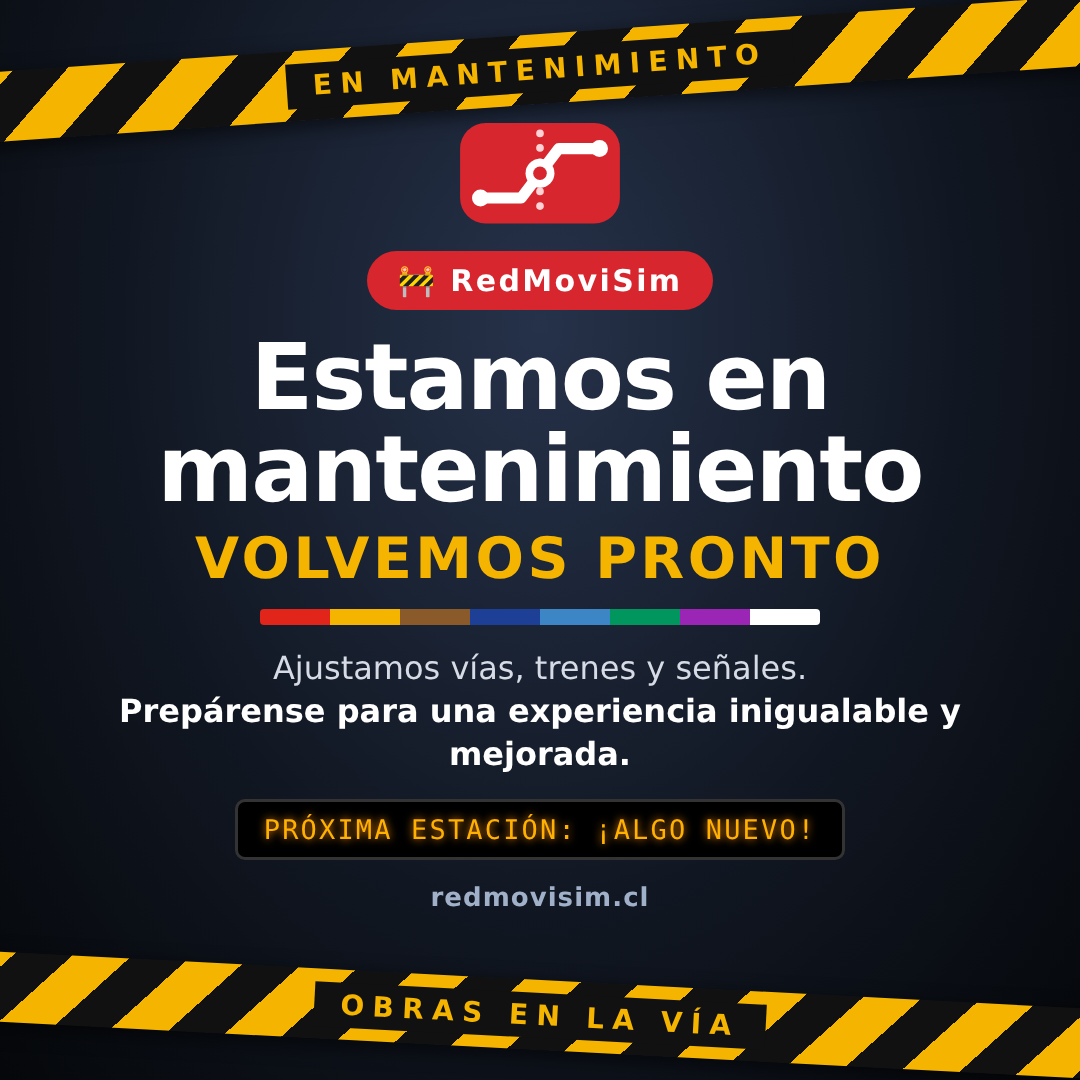 EN MANTENIMIENTO
RedMoviSim
Estamos en
mantenimiento
VOLVEMOS PRONTO
Ajustamos vías, trenes y señales.
Prepárense para una experiencia inigualable y
mejorada.
PRÓXIMA ESTACIÓN: ¡ALGO NUEVO!
redmovisim.cl
OBRAS EN LA VÍA